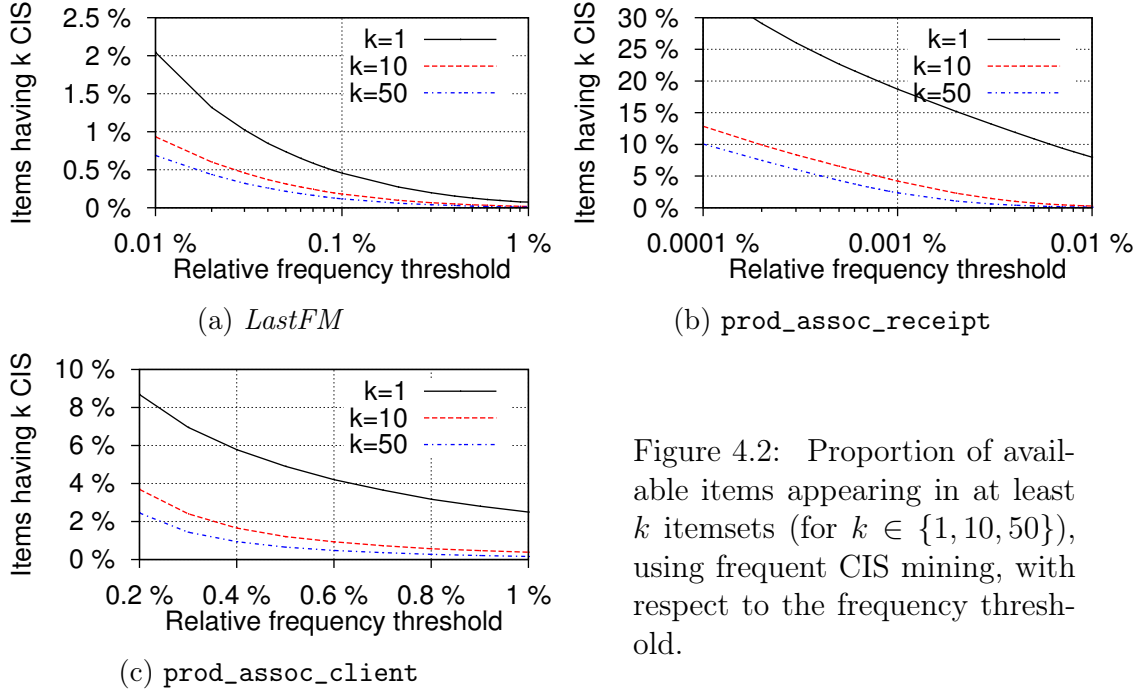 Items having k CIS
2.5 %
2 %
1.5 %
1 %
0.5 %
0 %
k=1
k=10
k=50
0.01 %
0.1 %
1 %
Relative frequency threshold
(a) LastFM
Items having k CIS
30 %
25 %
20 %
15 %
10 %
5 %
0 %
k=1
k=10
k=50
0.0001 %
0.001 %
0.01 %
Relative frequency threshold
(b) prod_assoc_receipt
Items having k CIS
10 %
8 %
6 %
4 %
2 %
0 %
k=1
k=10
k=50
0.2 %
0.4 %
0.6 %
0.8 %
1 %
Relative frequency threshold
(c) prod_assoc_client
Figure 4.2: Proportion of avail-
able items appearing in at least
k itemsets (for k ∈ {1, 10, 50}),
using frequent CIS mining, with
respect to the frequency thresh-
old.